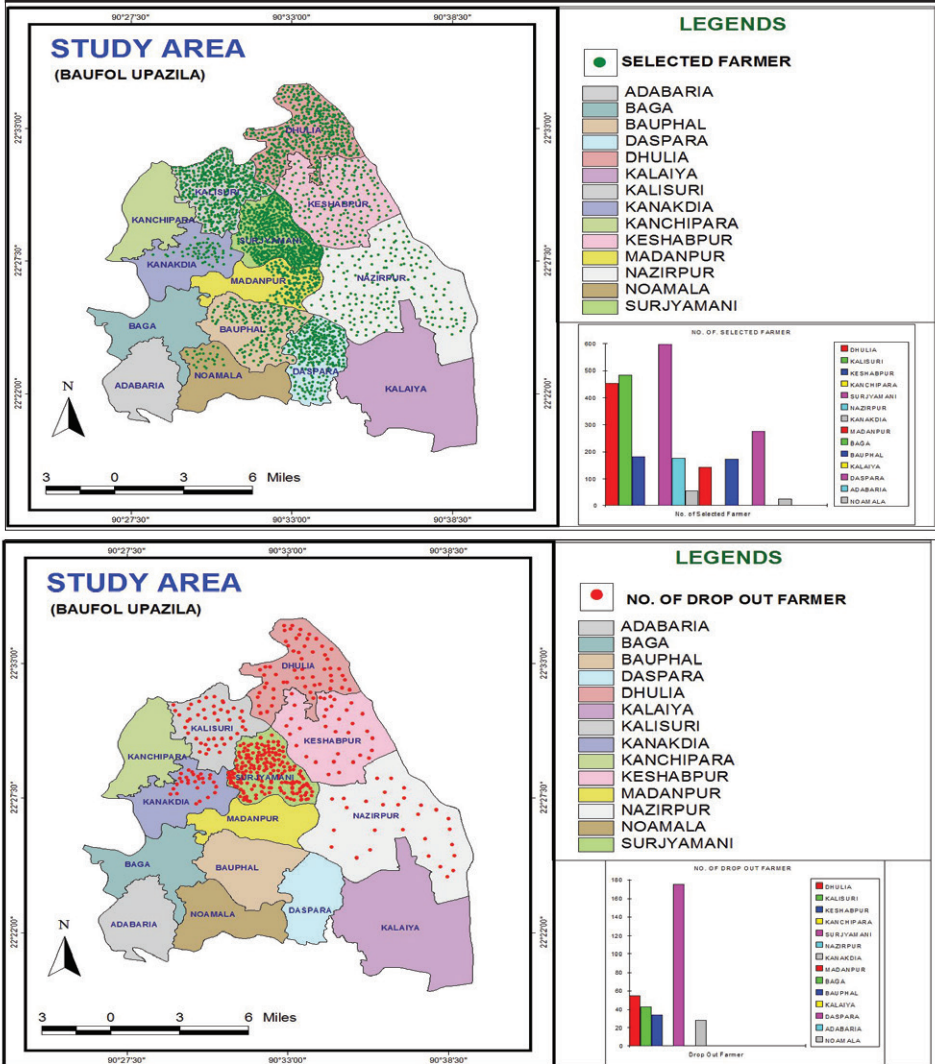 90°27'30" 90°33'00" 90°38'30"
STUDY AREA
(BAUFOL UPAZILA)
22°33'00"
22°27'30"
22°22'00"
DHULIA
KALISURI
KESHABPUR
KANCHIPARA
SURJYAMANI
KANAKDIA
NAZIRPUR
MADANPUR
BAGA
BAUPHAL
DASPARA
NOAMALA
ADABARIA
KALAIYA
N
3 0 3 6 Miles
90°27'30" 90°33'00" 90°38'30"
LEGENDS
SELECTED FARMER
ADABARIA
BAGA
BAUPHAL
DASPARA
DHULIA
KALAIYA
KALISURI
KANAKDIA
KANCHIPARA
KESHABPUR
MADANPUR
NAZIRPUR
NOAMALA
SURJYAMANI
NO. OF. SELECTED FARMER
600
500
400
300
200
100
0
No. of Selected Farmer
DHULIA
KALISURI
KESHABPUR
KANCHIPARA
SURJYAMANI
NAZIRPUR
KANAKDIA
MADANPUR
BAGA
BAUPHAL
KALAIYA
DASPARA
ADABARIA
NOAMALA
90°27'30" 90°33'00" 90°38'30"
STUDY AREA
(BAUFOL UPAZILA)
22°33'00"
22°27'30"
22°22'00"
DHULIA
KALISURI
KESHABPUR
KANCHIPARA
SURJYAMANI
KANAKDIA
MADANPUR
NAZIRPUR
BAGA
BAUPHAL
DASPARA
NOAMALA
ADABARIA
KALAIYA
N
3 0 3 6 Miles
90°27'30" 90°33'00" 90°38'30"
LEGENDS
NO. OF DROP OUT FARMER
ADABARIA
BAGA
BAUPHAL
DASPARA
DHULIA
KALAIYA
KALISURI
KANAKDIA
KANCHIPARA
KESHABPUR
MADANPUR
NAZIRPUR
NOAMALA
SURJYAMANI
NO. OF DROP OUT FARMER
180
160
140
120
100
80
60
40
20
0
Drop Out Farmer
DHULIA
KALISURI
KESHABPUR
KANCHIPARA
SURJYAMANI
NAZIRPUR
KANAKDIA
MADANPUR
BAGA
BAUPHAL
KALAIYA
DASPARA
ADABARIA
NOAMALA